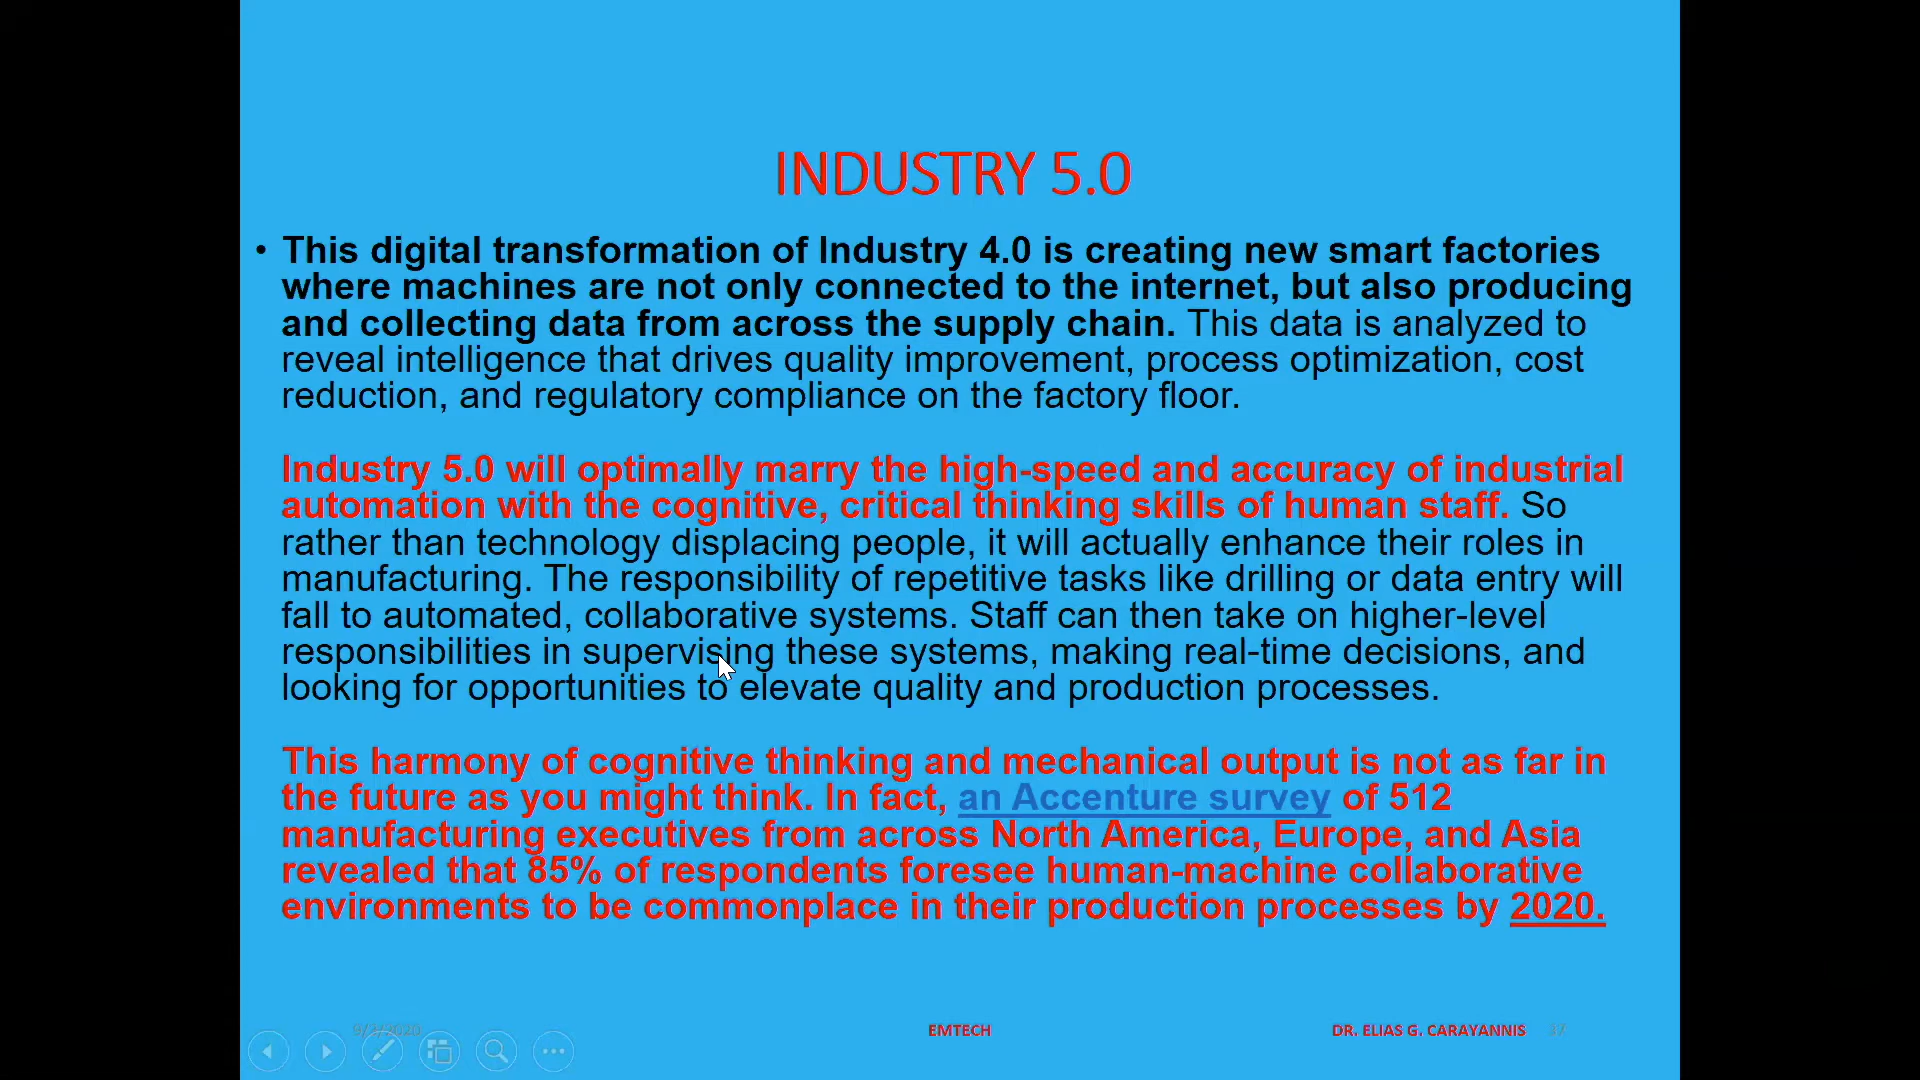 INDUSTRY 5.0
• This digital transformation of Industry 4.0 is creating new smart factories
where machines are not only connected to the internet, but also producing
and collecting data from across the supply chain. This data is analyzed to
reveal intelligence that drives quality improvement, process optimization, cost
reduction, and regulatory compliance on the factory floor.
Industry 5.0 will optimally marry the high-speed and accuracy of industrial
automation with the cognitive, critical thinking skills of human staff. So
rather than technology displacing people, it will actually enhance their roles in
manufacturing. The responsibility of repetitive tasks like drilling or data entry will
fall to automated, collaborative systems. Staff can then take on higher-level
responsibilities in supervising these systems, making real-time decisions, and
looking for opportunities to elevate quality and production processes.
This harmony of cognitive thinking and mechanical output is not as far in
the future as you might think. In fact, an Accenture survey of 512
manufacturing executives from across North America, Europe, and Asia
revealed that 85% of respondents foresee human-machine collaborative
environments to be commonplace in their production processes by 2020.
EMTECH
DR. ELIAS G. CARAYANNIS 37